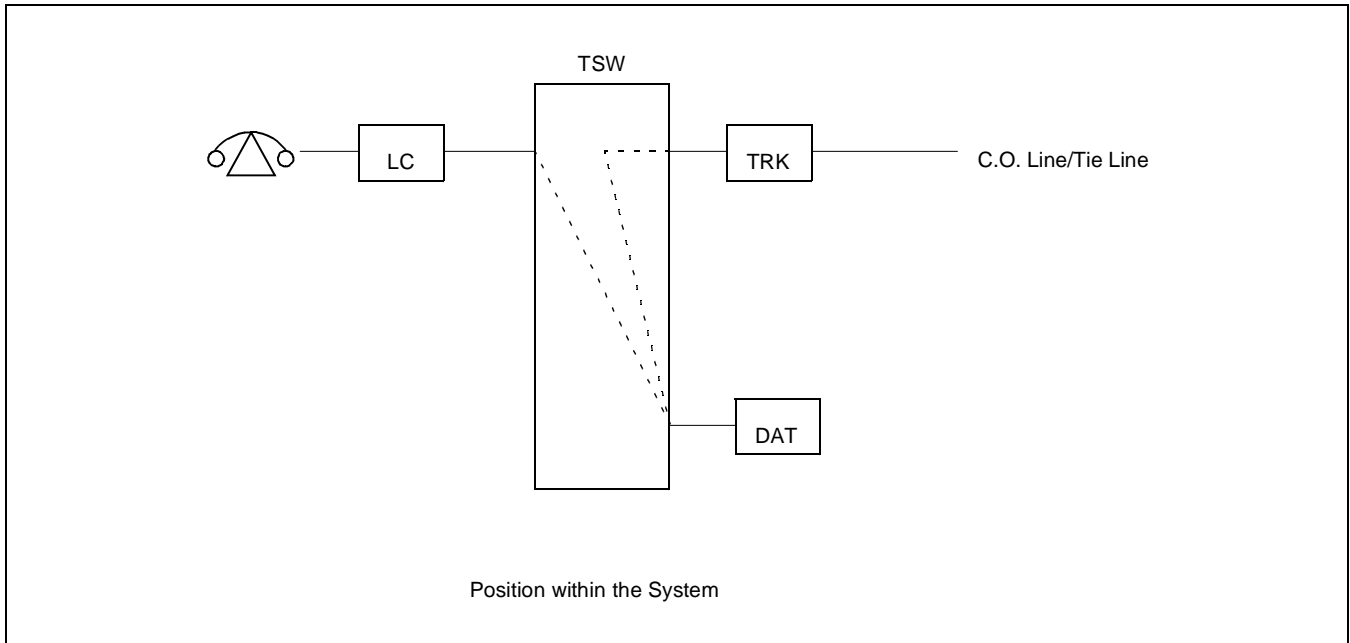 TSW
LC
TRK
C.O. Line/Tie Line
DAT
Position within the System